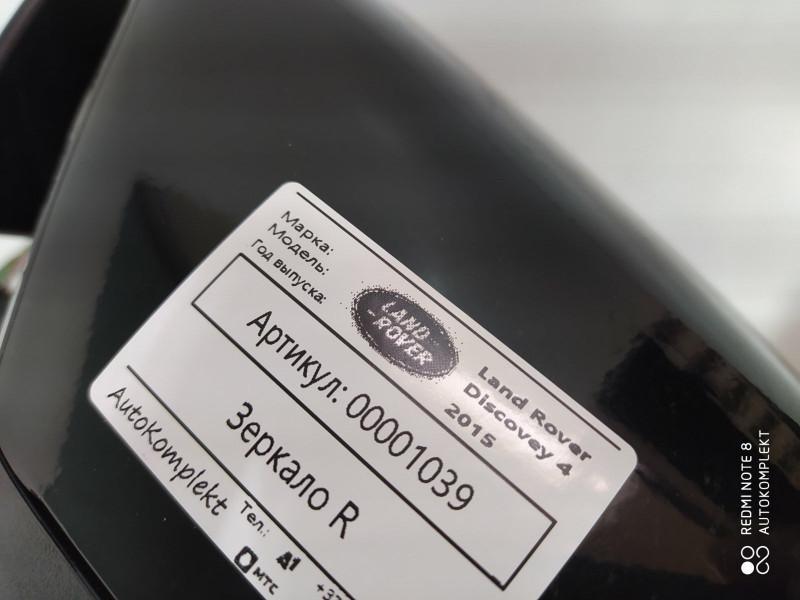 Марка:
Модель:
Год выпуска:
LAND
ROVER
Land Rover
Discovey 4
2015
Артикул: 00001039
Зеркало R
AutoKomplekt
Тел.:
A1
МТС
REDMI NOTE 8
AUTOKOMPLEKT